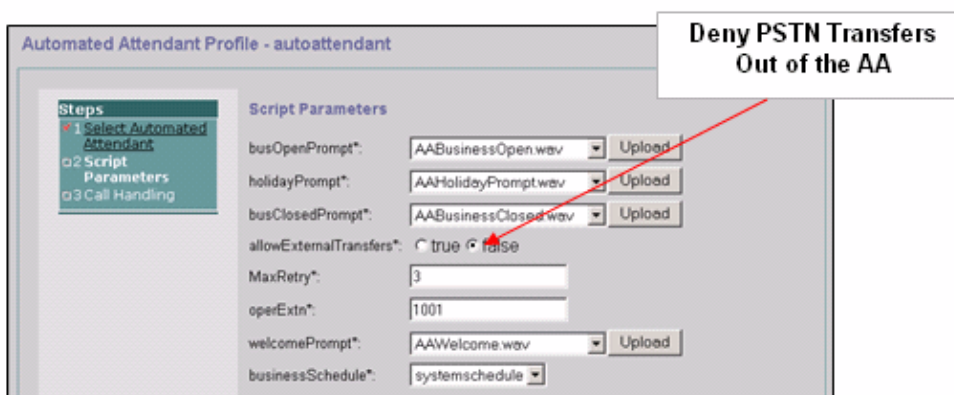 Deny PSTN Transfers
Out of the AA
Automated Attendant Profile - autoattendant
Steps
1 Select Automated
Attendant
2 Script
Parameters
3 Call Handling
Script Parameters
busOpenPrompt*: AABusinessOpen.wav Upload
holidayPrompt*: AAHolidayPrompt.wav Upload
busClosedPrompt*: AABusinessClosed.wav Upload
allowExternalTransfers*: true false
MaxRetry*: 3
operExtn*: 1001
welcomePrompt*: AAWelcome.wav Upload
businessSchedule*: systemschedule